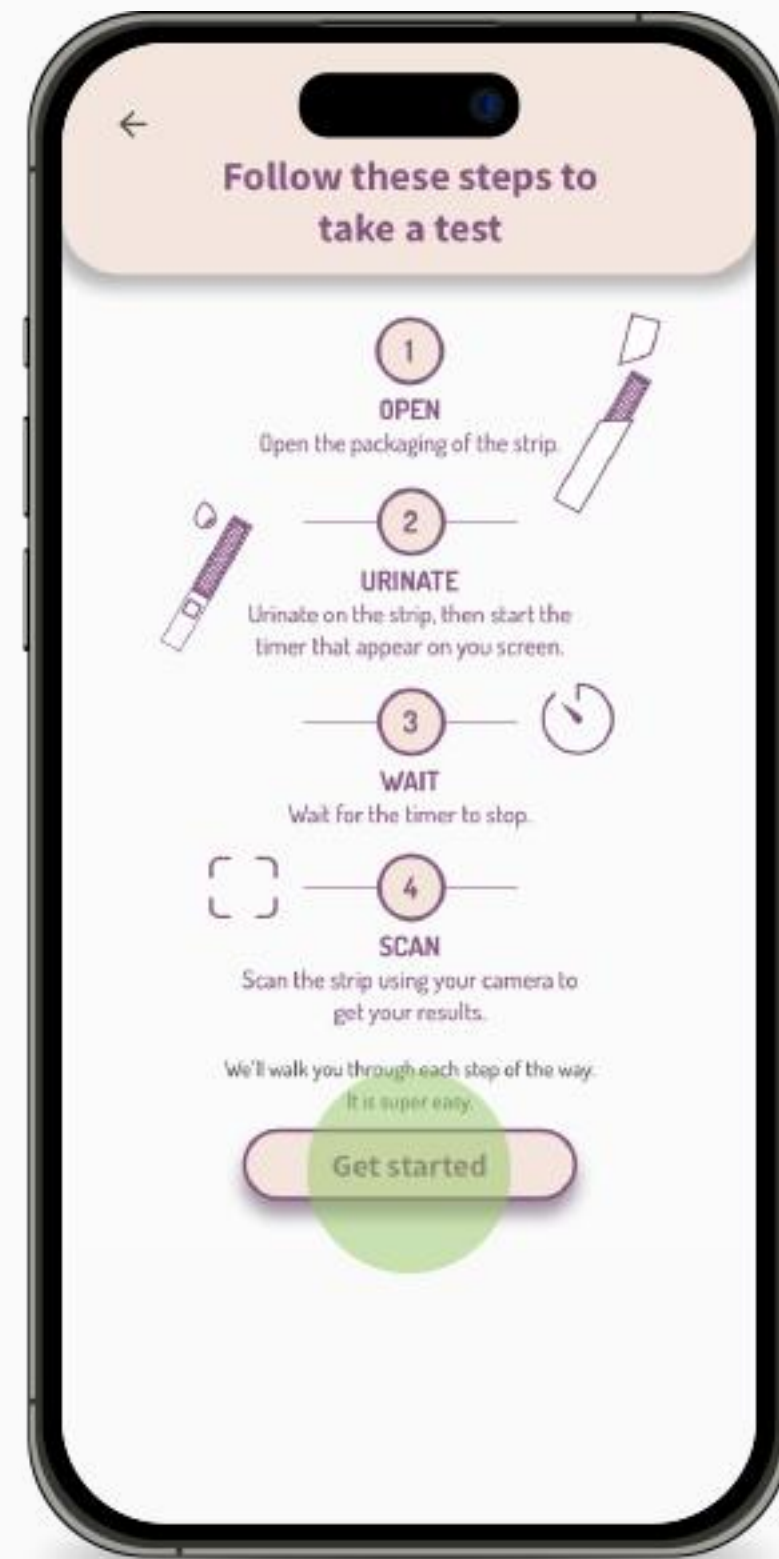 Follow these steps to
take a test
1
OPEN
Open the packaging of the strip.
2
URINATE
Urinate on the strip, then start the
timer that appear on you screen.
3
WAIT
Wait for the timer to stop.
4
SCAN
Scan the strip using your camera to
get your results.
We'll walk you through each step of the way.
It is super easy.
Get started